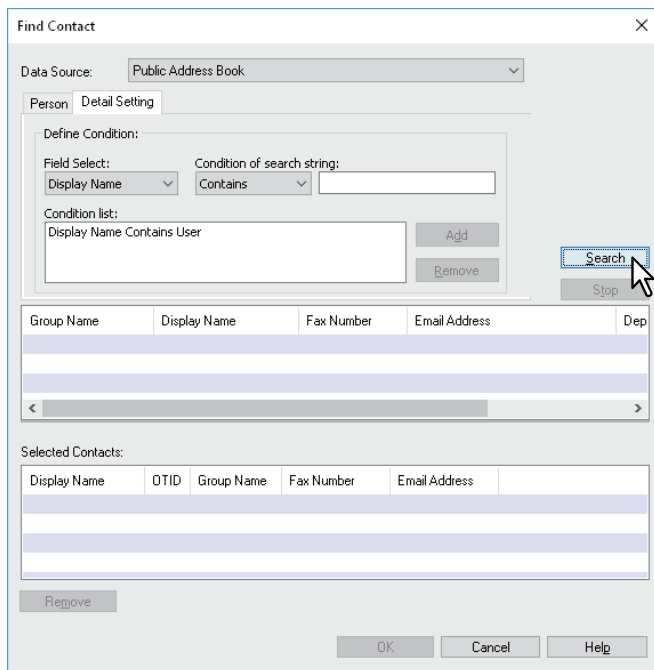 Find Contact
Data Source: Public Address Book
Person Detail Setting
Define Condition:
Field Select: Condition of search string:
Display Name Contains
Condition list:
Display Name Contains User
Add
Remove
Search
Stop
Group Name Display Name Fax Number Email Address Dep
Selected Contacts:
Display Name OTID Group Name Fax Number Email Address
Remove
OK Cancel Help